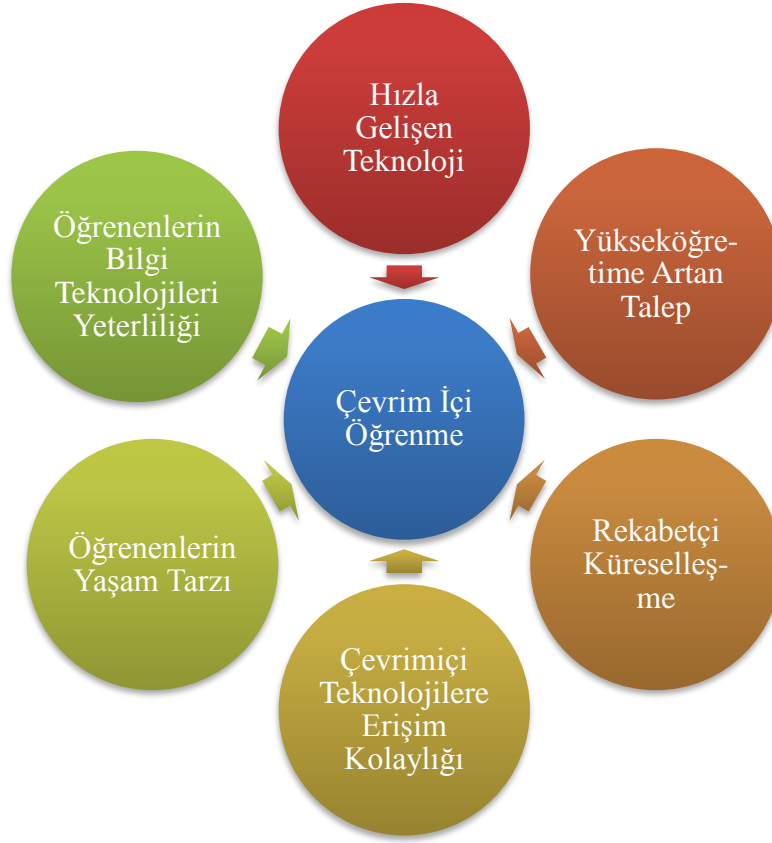 Hızla
Gelişen
Teknoloji
Yükseköğre-
time Artan
Talep
Rekabetçi
Küreselleş-
me
Çevrimiçi
Teknolojilere
Erişim
Kolaylığı
Öğrenenlerin
Yaşam Tarzı
Öğrenenlerin
Bilgi
Teknolojileri
Yeterliliği
Çevrim İçi
Öğrenme